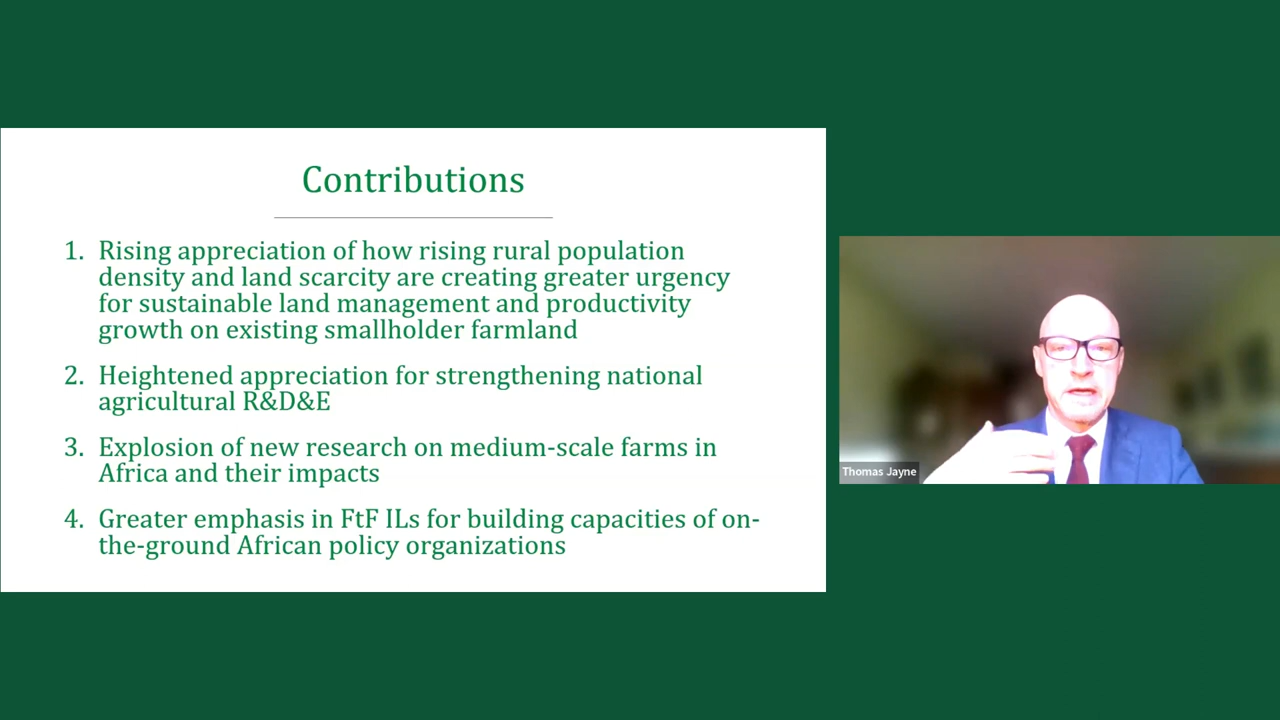 Contributions
1. Rising appreciation of how rising rural population
density and land scarcity are creating greater urgency
for sustainable land management and productivity
growth on existing smallholder farmland
2. Heightened appreciation for strengthening national
agricultural R&D&E
3. Explosion of new research on medium-scale farms in
Africa and their impacts
4. Greater emphasis in FtF ILs for building capacities of on-
the-ground African policy organizations
Thomas Jayne